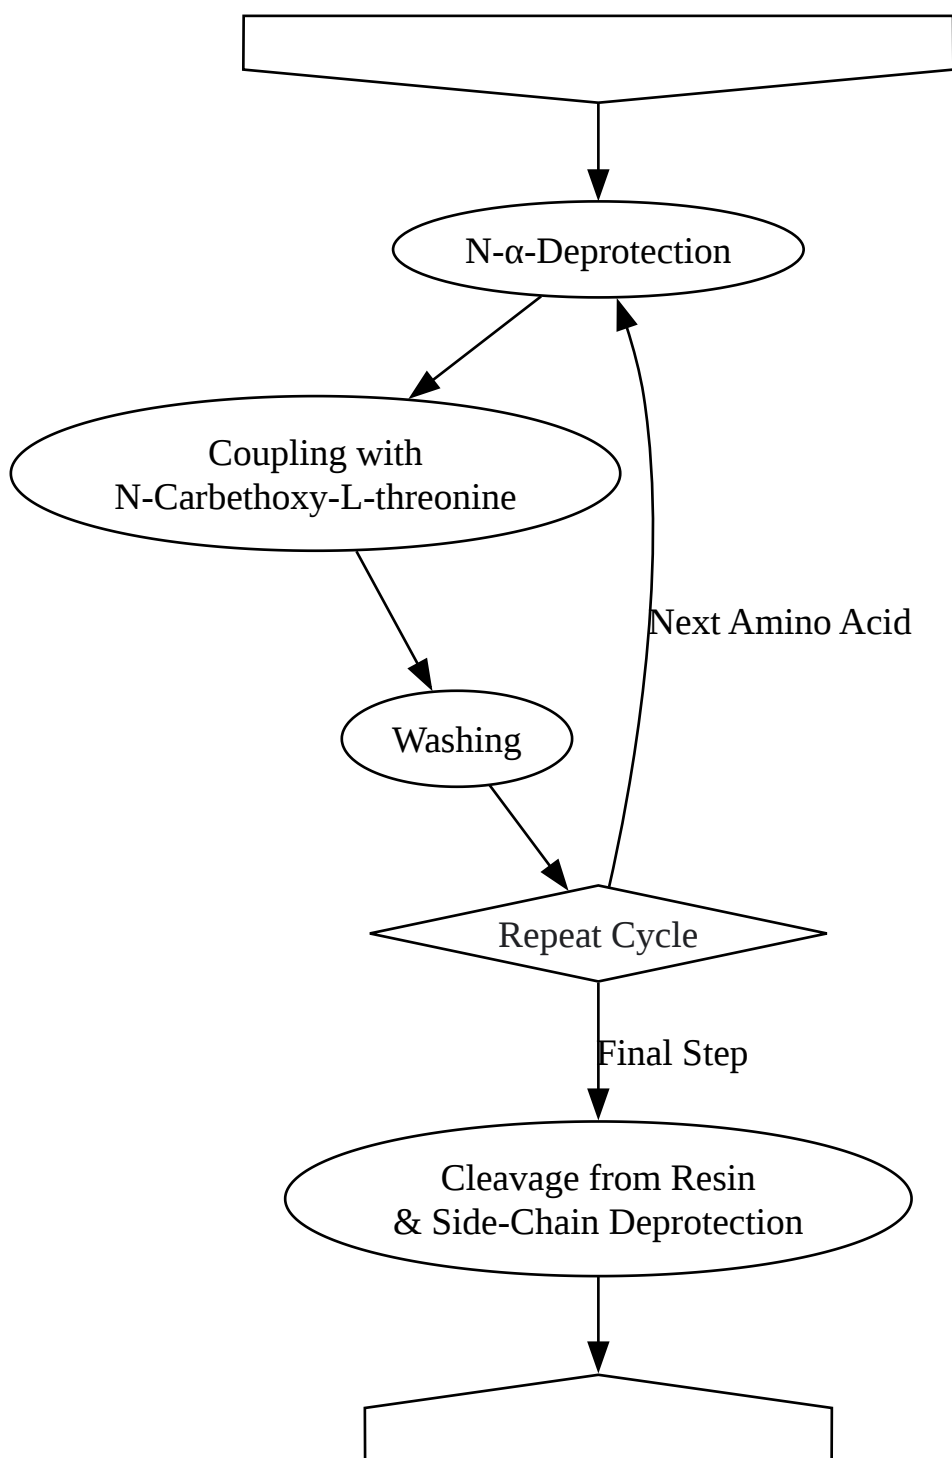 N-α-Deprotection
Coupling with
N-Carbethoxy-L-threonine
Next Amino Acid
Washing
Repeat Cycle
Final Step
Cleavage from Resin
& Side-Chain Deprotection